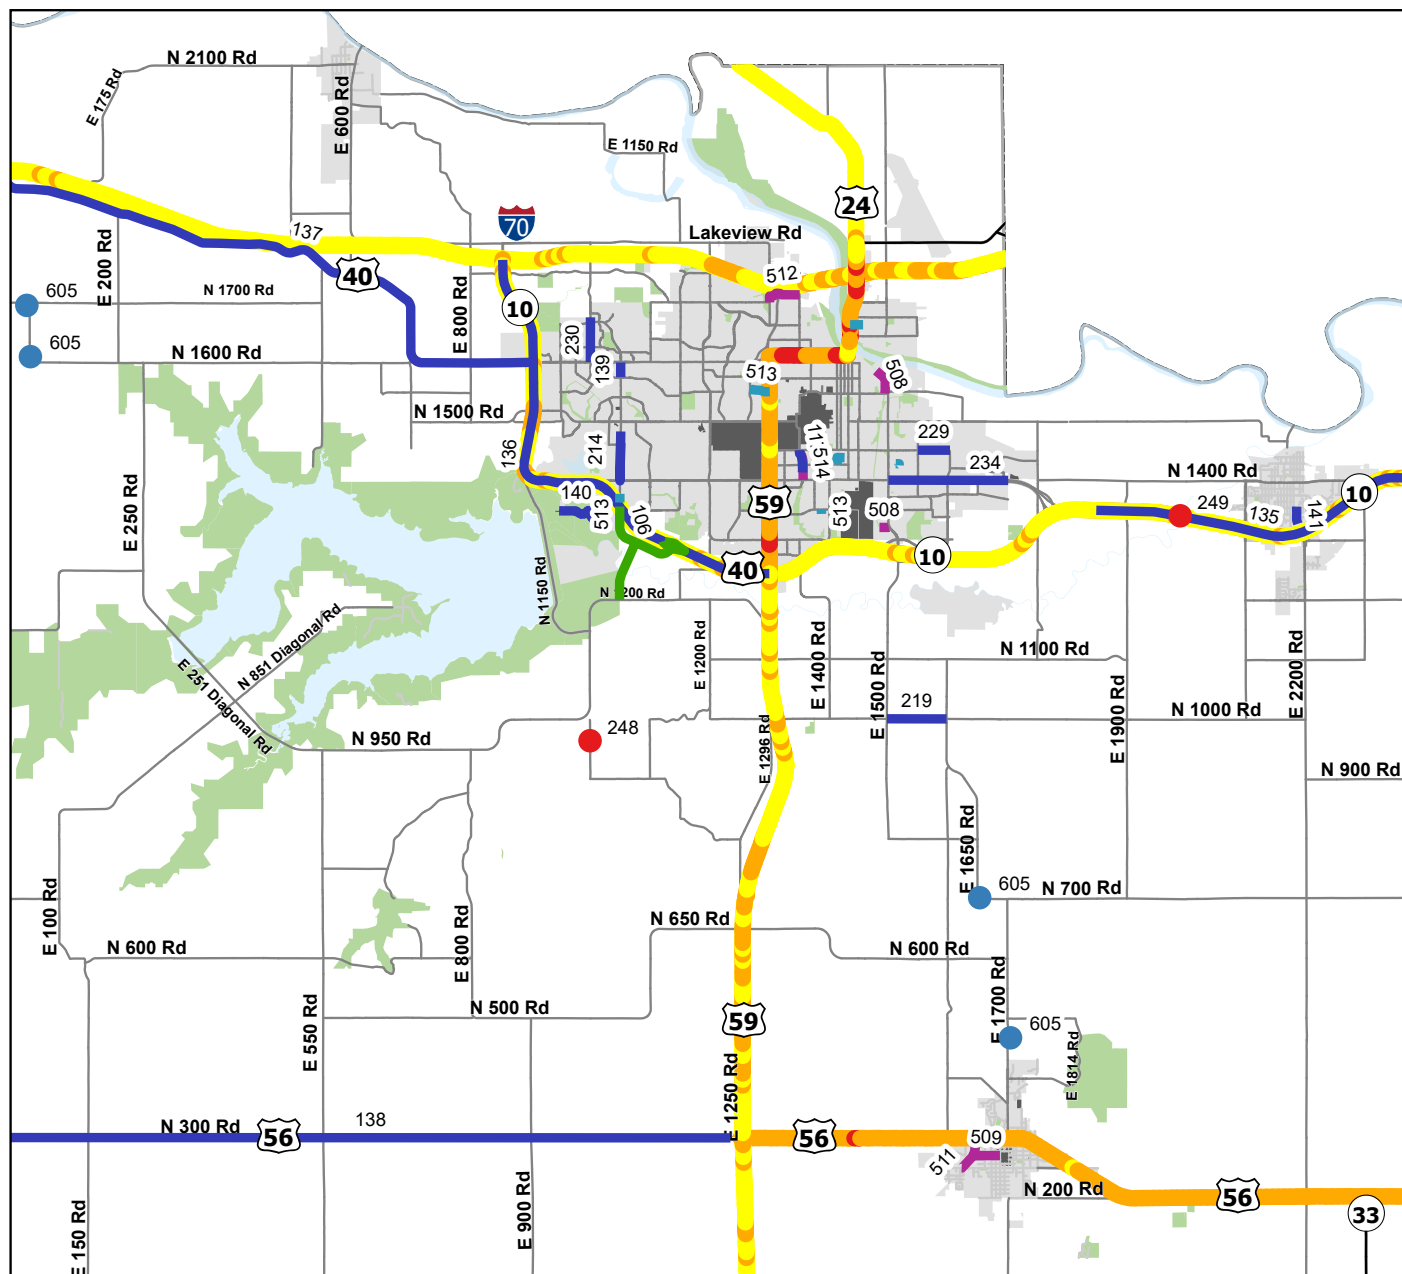 N 2100 Rd
E 175 Rd
E 600 Rd
E 1150 Rd
24
70
Lakeview Rd
137
E 200 Rd
40
512
605
N 1700 Rd
E 800 Rd
10
230
605
N 1600 Rd
139
513
508
N 1500 Rd
136
214
514
229
234
N 1400 Rd
E 250 Rd
140
513
106
59
513
508
249
135
141
10
10
40
N 1150 Rd
N 851 Diagonal Rd
E 251 Diagonal Rd
E 1200 Rd
E 1400 Rd
N 1100 Rd
E 2200 Rd
E 1500 Rd
219
E 1900 Rd
N 1000 Rd
N 950 Rd
248
E 1296 Rd
N 900 Rd
E 1650 Rd
605
N 700 Rd
E 100 Rd
N 650 Rd
N 600 Rd
E 800 Rd
N 600 Rd
N 500 Rd
59
E 1700 Rd
605
E 550 Rd
E 1814 Rd
E 1250 Rd
N 300 Rd
56
138
56
509
511
N 200 Rd
56
33
E 150 Rd
E 900 Rd